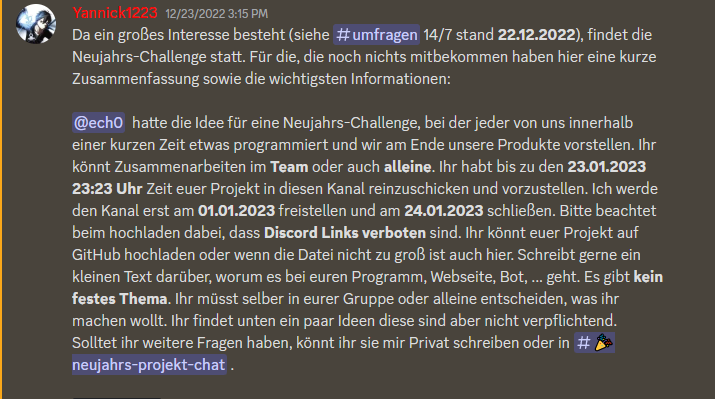 Yannick1223 12/23/2022 3:15 PM
Da ein großes Interesse besteht (siehe #umfragen 14/7 stand 22.12.2022), findet die
Neujahrs-Challenge statt. Für die, die noch nichts mitbekommen haben hier eine kurze
Zusammenfassung sowie die wichtigsten Informationen:
@ech0 hatte die Idee für eine Neujahrs-Challenge, bei der jeder von uns innerhalb
einer kurzen Zeit etwas programmiert und wir am Ende unsere Produkte vorstellen. Ihr
könnt Zusammenarbeiten im Team oder auch alleine. Ihr habt bis zu den 23.01.2023
23:23 Uhr Zeit euer Projekt in diesen Kanal reinzuschicken und vorzustellen. Ich werde
den Kanal erst am 01.01.2023 freistellen und am 24.01.2023 schließen. Bitte beachtet
beim hochladen dabei, dass Discord Links verboten sind. Ihr könnt euer Projekt auf
GitHub hochladen oder wenn die Datei nicht zu groß ist auch hier. Schreibt gerne ein
kleinen Text darüber, worum es bei euren Programm, Webseite, Bot, ... geht. Es gibt kein
festes Thema. Ihr müsst selber in eurer Gruppe oder alleine entscheiden, was ihr
machen wollt. Ihr findet unten ein paar Ideen diese sind aber nicht verpflichtend.
Solltet ihr weitere Fragen haben, könnt ihr sie mir Privat schreiben oder in # 🎉
neujahrs-projekt-chat .